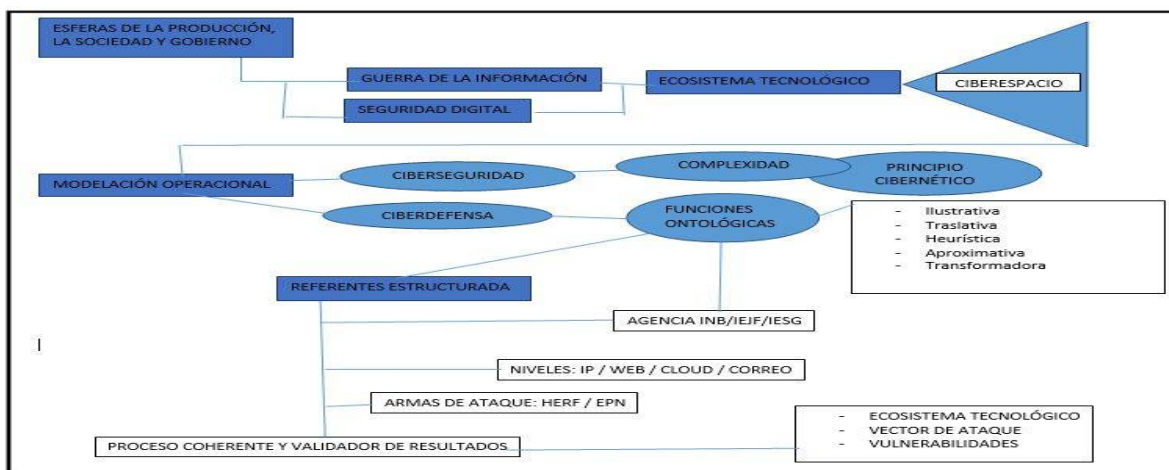 ESFERAS DE LA PRODUCCIÓN,
LA SOCIEDAD Y GOBIERNO
GUERRA DE LA INFORMACIÓN
ECOSISTEMA TECNOLÓGICO
CIBERESPACIO
SEGURIDAD DIGITAL
MODELACIÓN OPERACIONAL
CIBERSEGURIDAD
COMPLEXIDAD
PRINCIPIO
CIBERNÉTICO
CIBERDEFENSA
FUNCIONES
ONTOLÓGICAS
- Ilustrativa
- Traslativa
- Heurística
- Aproximativa
- Transformadora
REFERENTES ESTRUCTURADA
AGENCIA INB/IEJF/IESG
NIVELES: IP / WEB / CLOUD / CORREO
ARMAS DE ATAQUE: HERF / EPN
PROCESO COHERENTE Y VALIDADOR DE RESULTADOS
- ECOSISTEMA TECNOLÓGICO
- VECTOR DE ATAQUE
- VULNERABILIDADES